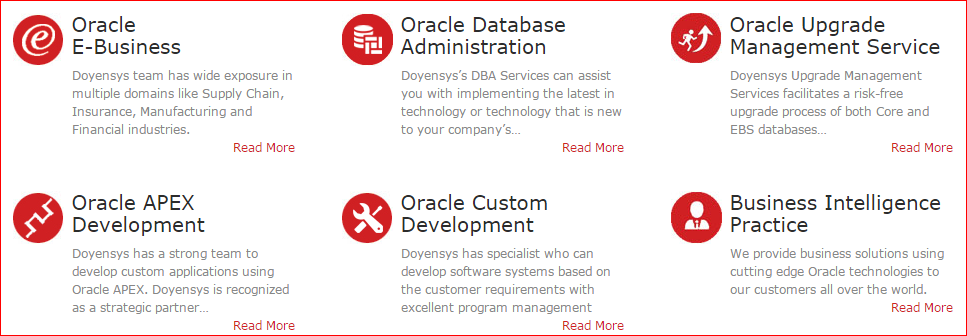 Oracle
E-Business
Doyensys team has wide exposure in
multiple domains like Supply Chain,
Insurance, Manufacturing and
Financial industries.
Read More
Oracle Database
Administration
Doyensys's DBA Services can assist
you with implementing the latest in
technology or technology that is new
to your company's...
Read More
Oracle Upgrade
Management Service
Doyensys Upgrade Management
Services facilitates a risk-free
upgrade process of both Core and
EBS databases...
Read More
Oracle APEX
Development
Doyensys has a strong team to
develop custom applications using
Oracle APEX. Doyensys is recognized
as a strategic partner...
Read More
Oracle Custom
Development
Doyensys has specialist who can
develop software systems based on
the customer requirements with
excellent program management
Read More
Business Intelligence
Practice
We provide business solutions using
cutting edge Oracle technologies to
our customers all over the world.
Read More